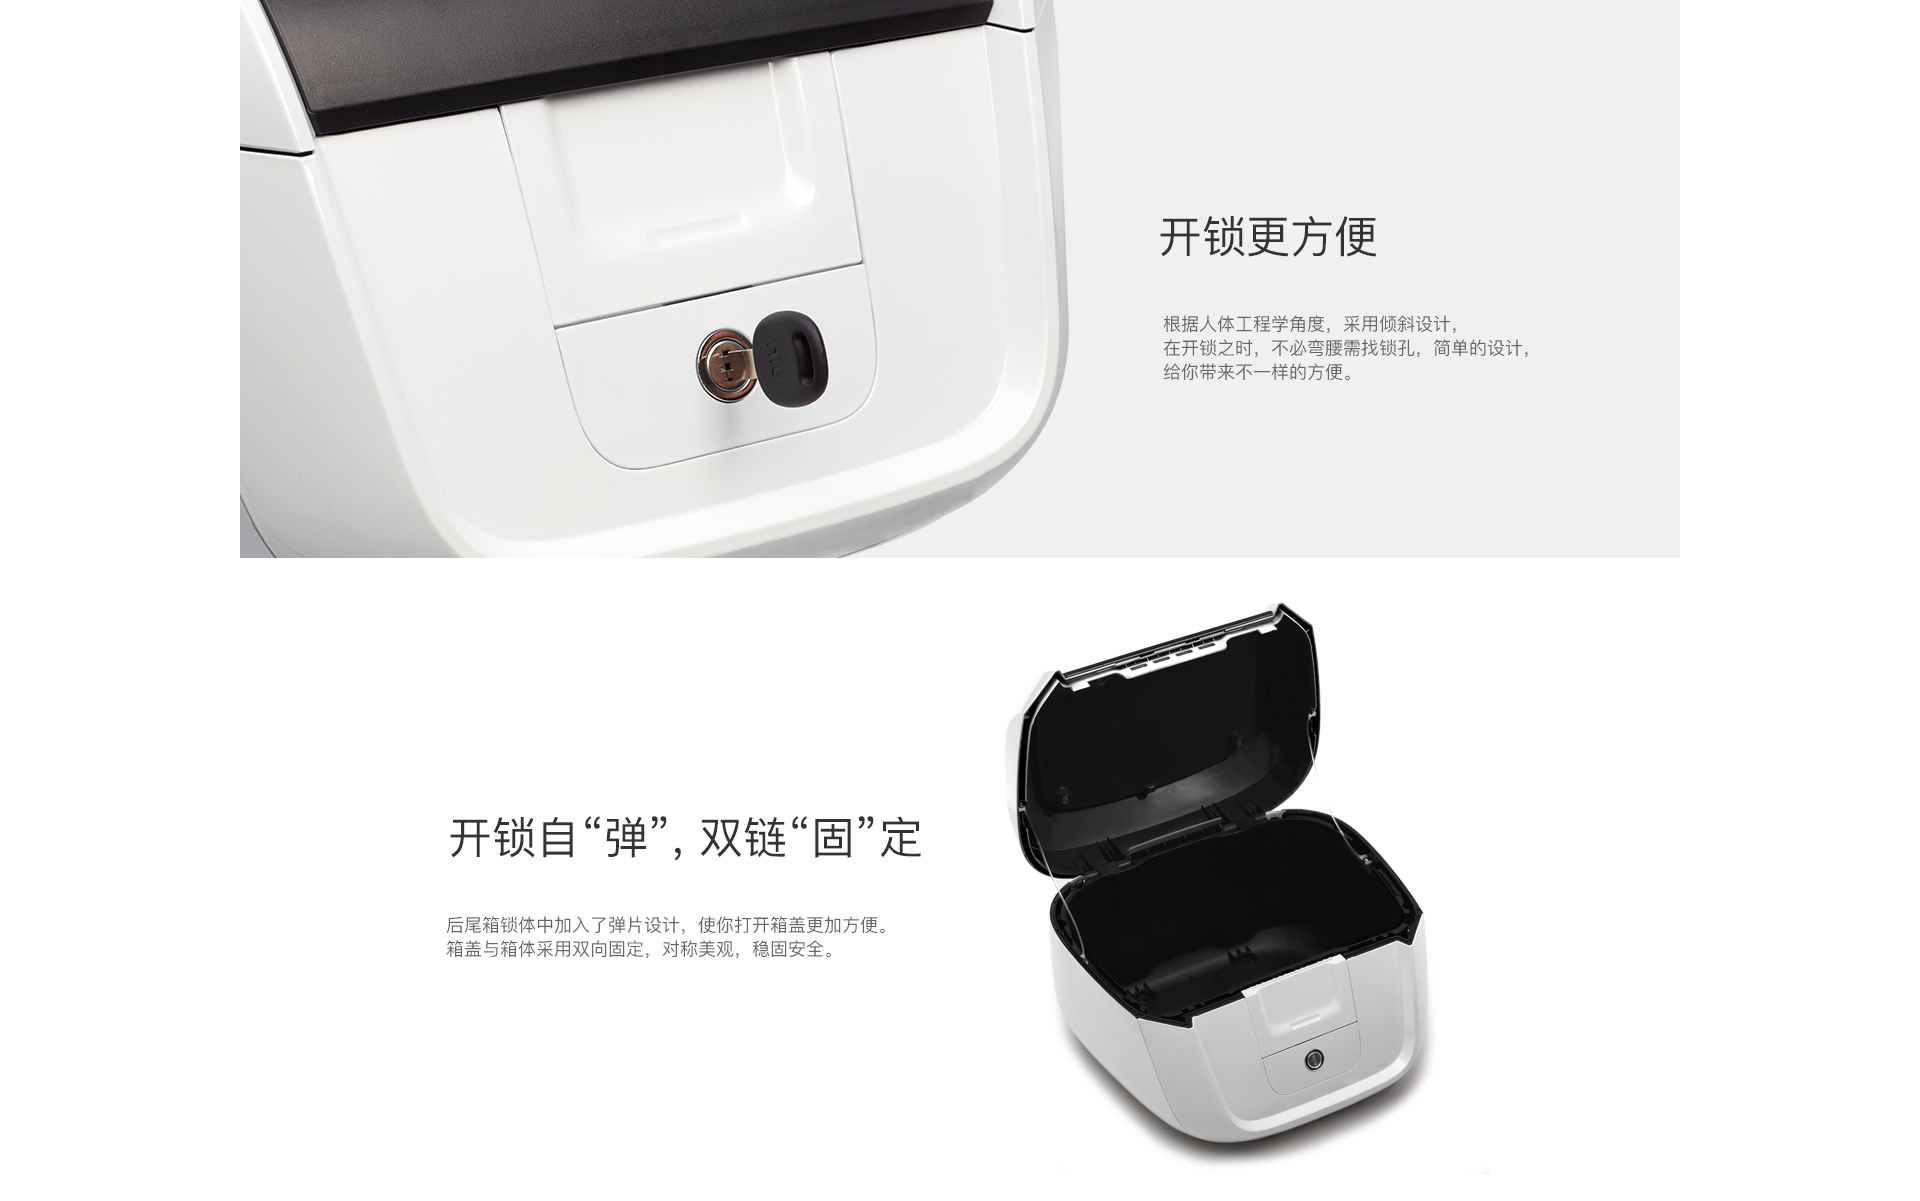 niu
开锁更方便
根据人体工程学角度，采用倾斜设计，
在开锁之时，不必弯腰需找锁孔，简单的设计，
给你带来不一样的方便。
开锁自“弹”，双链“固”定
后尾箱锁体中加入了弹片设计，使你打开箱盖更加方便。
箱盖与箱体采用双向固定，对称美观，稳固安全。